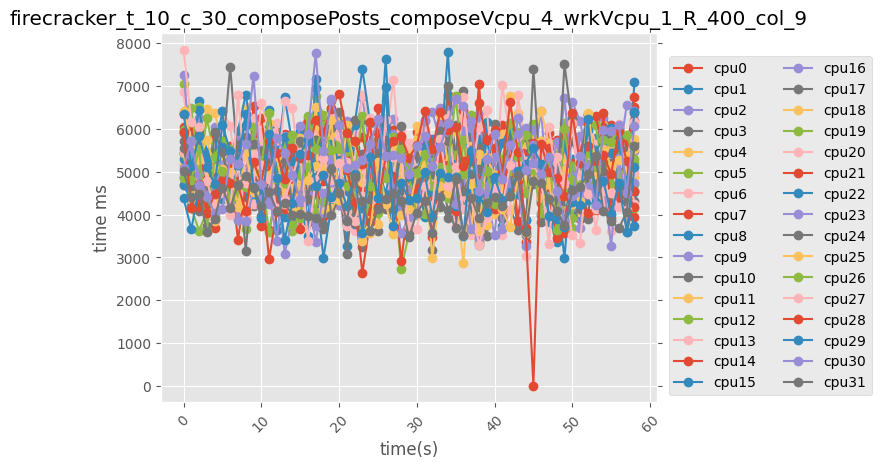 firecracker_t_10_c_30_composePosts_composeVcpu_4_wrkVcpu_1_R_400_col_9
8000
7000
6000
5000
4000
3000
2000
1000
0
time ms
0 10 20 30 40 50 60
time(s)
cpu0 cpu16
cpu1 cpu17
cpu2 cpu18
cpu3 cpu19
cpu4 cpu20
cpu5 cpu21
cpu6 cpu22
cpu7 cpu23
cpu8 cpu24
cpu9 cpu25
cpu10 cpu26
cpu11 cpu27
cpu12 cpu28
cpu13 cpu29
cpu14 cpu30
cpu15 cpu31